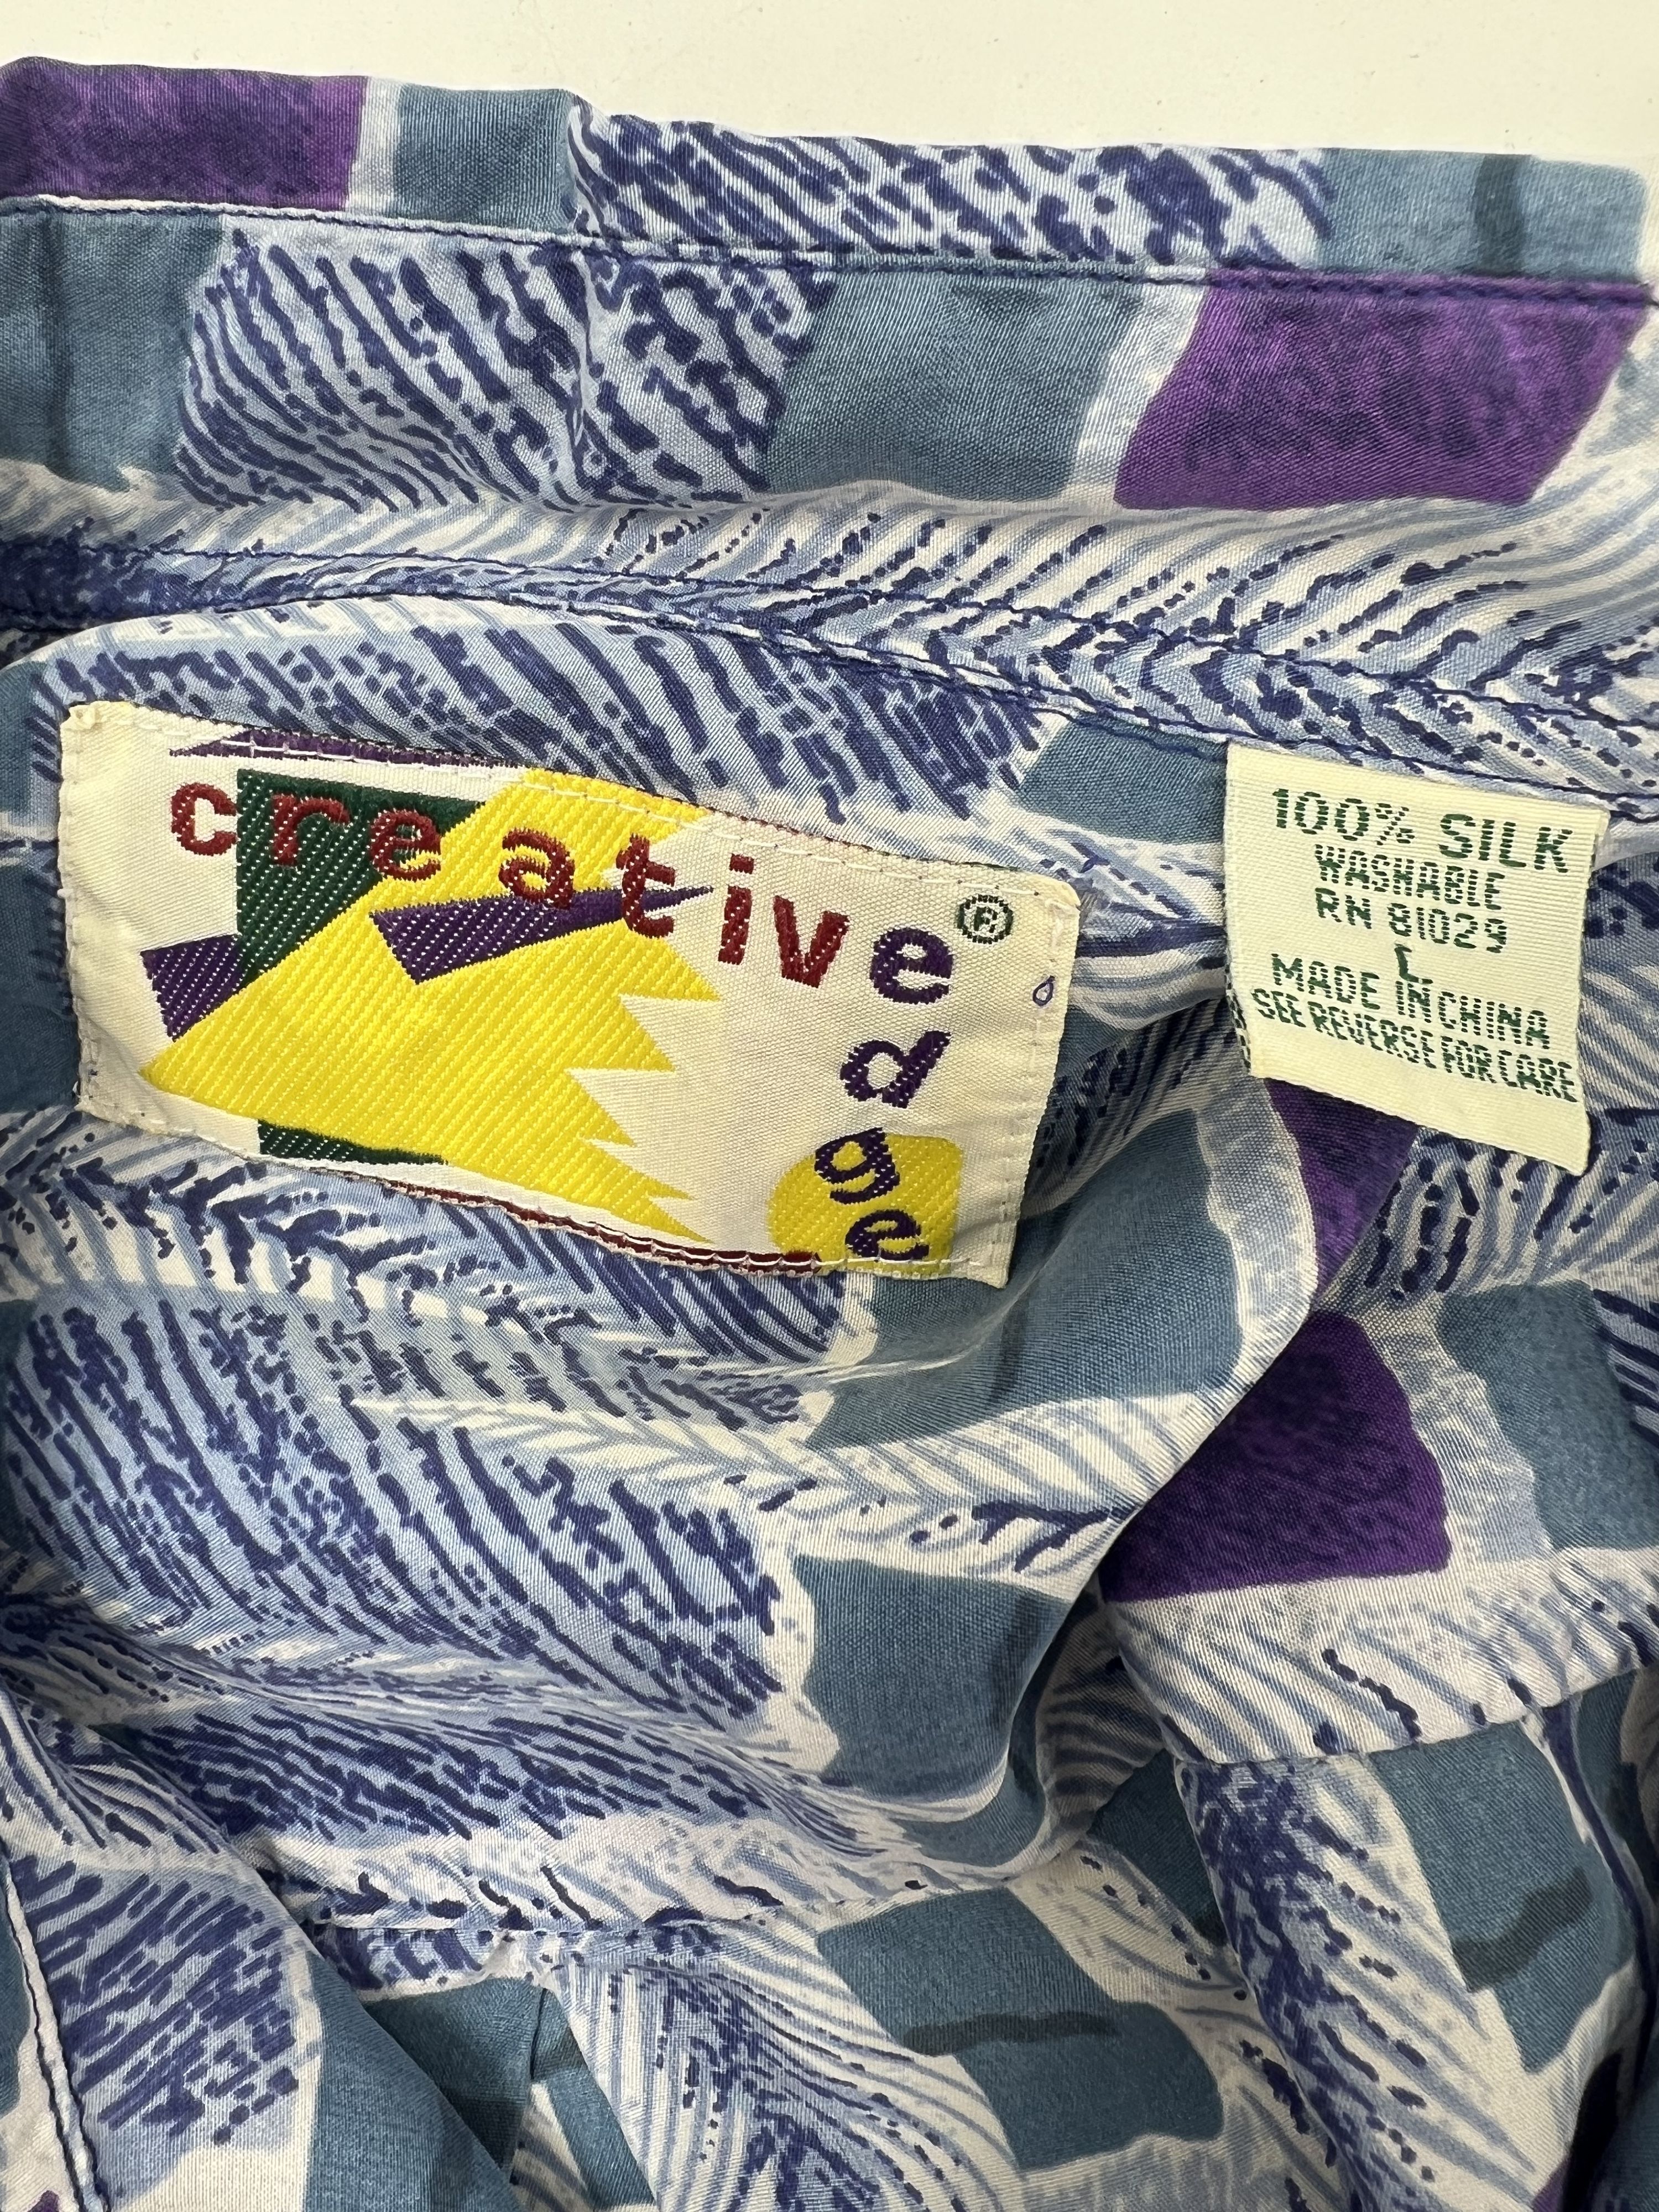 creative®
edge
100% SILK
WASHABLE
RN 81029
L
MADE IN CHINA
SEE REVERSE FOR CARE